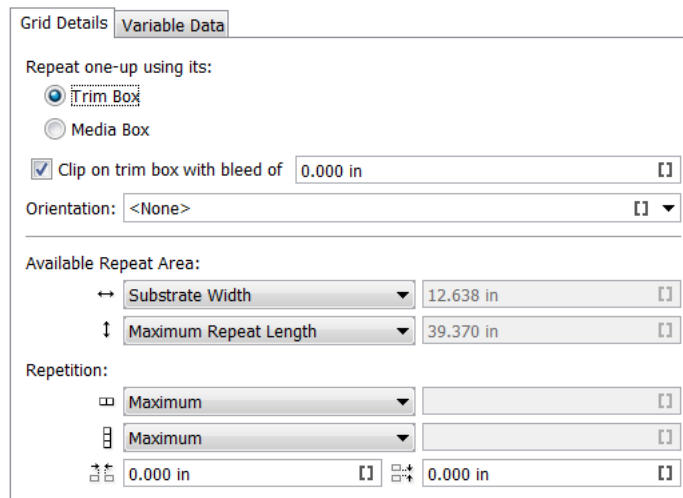 Grid Details Variable Data
Repeat one-up using its:
Trim Box
Media Box
Clip on trim box with bleed of 0.000 in []
Orientation: <None> []
Available Repeat Area:
Substrate Width 12.638 in []
Maximum Repeat Length 39.370 in []
Repetition:
Maximum []
Maximum []
0.000 in [] 0.000 in []